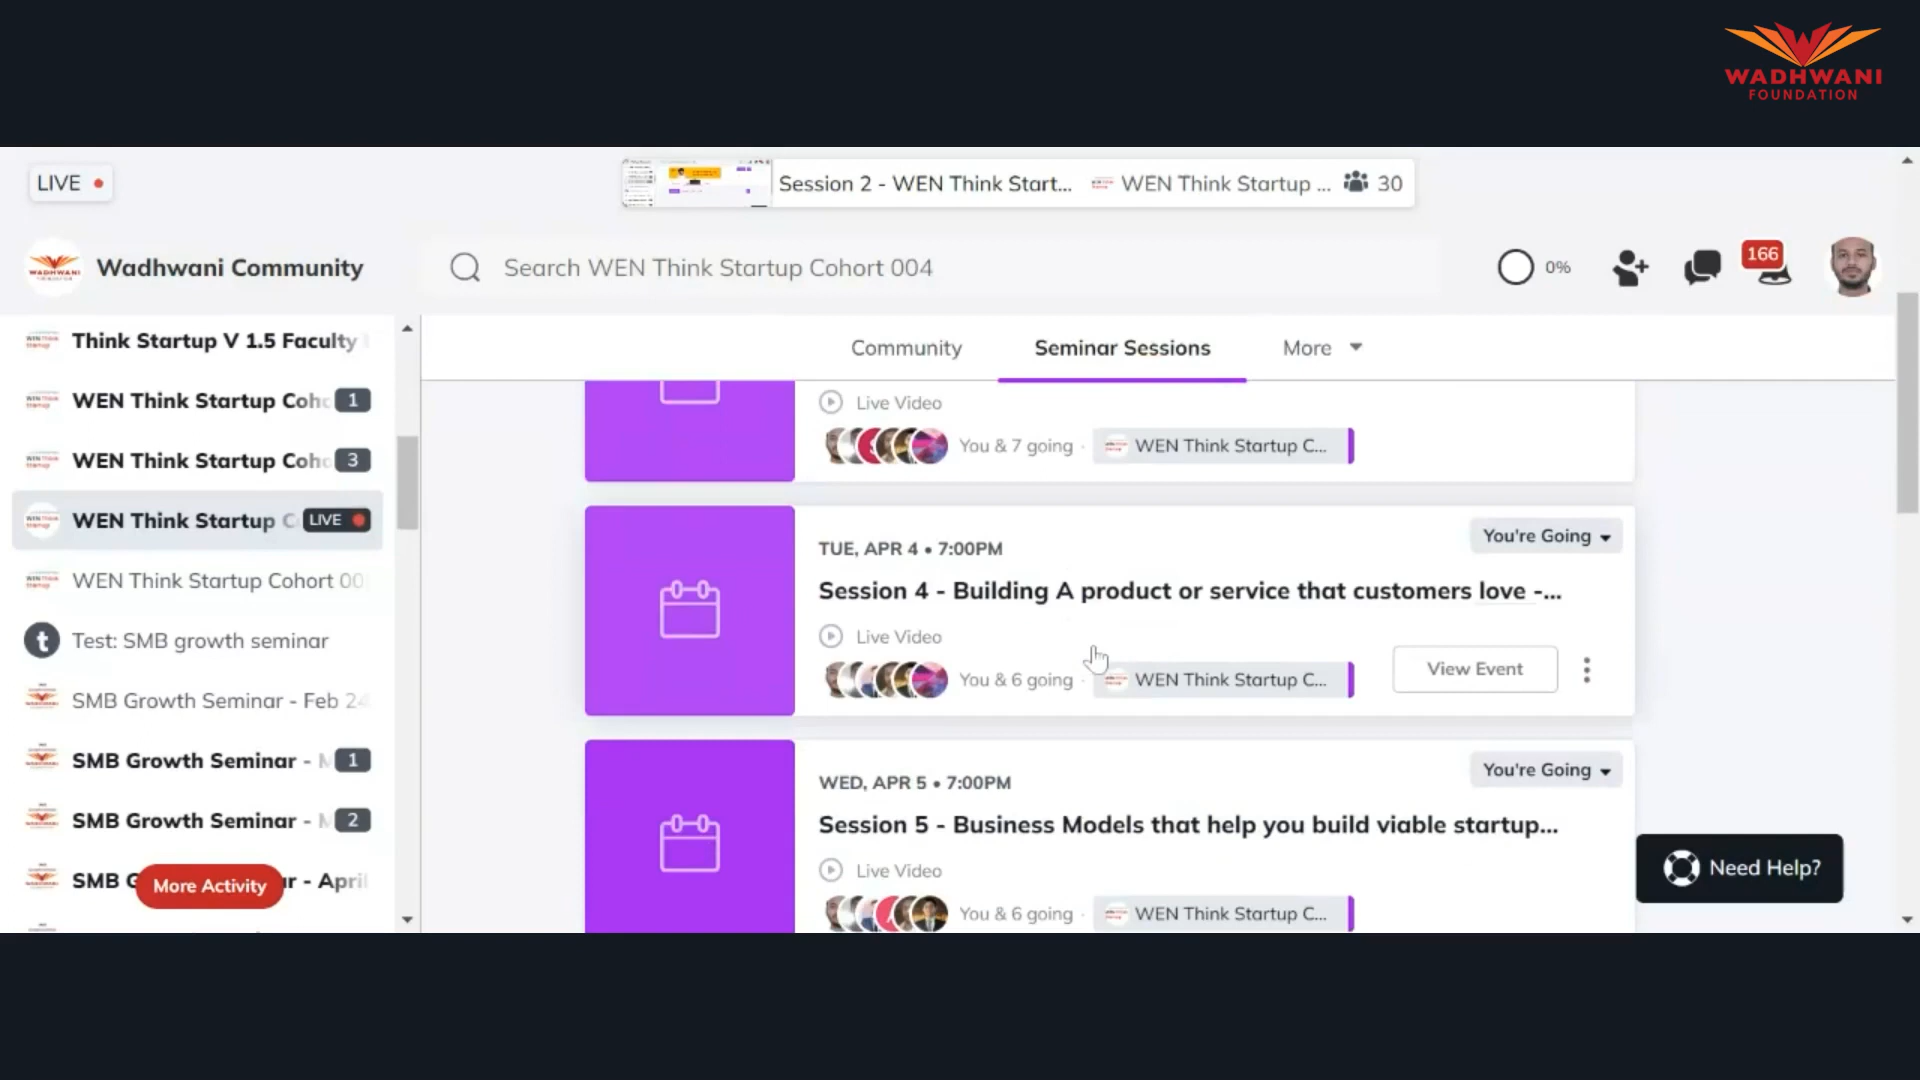 WADHWANI
FOUNDATION
LIVE
Session 2 - WEN Think Start...
WEN Think Startup ...
30
WADHWANI
Wadhwani Community
Search WEN Think Startup Cohort 004
0%
166
Think Startup V 1.5 Faculty
WEN Think Startup Coho
1
WEN Think Startup Coho
3
WEN Think Startup C
LIVE
WEN Think Startup Cohort 00
t
Test: SMB growth seminar
SMB Growth Seminar - Feb 24
SMB Growth Seminar - M
1
SMB Growth Seminar - M
2
SMB G
More Activity
r - April
Community
Seminar Sessions
More
Live Video
You & 7 going ·
WEN Think Startup C...
TUE, APR 4 • 7:00PM
You're Going
Session 4 - Building A product or service that customers love -...
Live Video
You & 6 going ·
WEN Think Startup C...
View Event
WED, APR 5 • 7:00PM
You're Going
Session 5 - Business Models that help you build viable startup...
Live Video
You & 6 going ·
WEN Think Startup C...
Need Help?